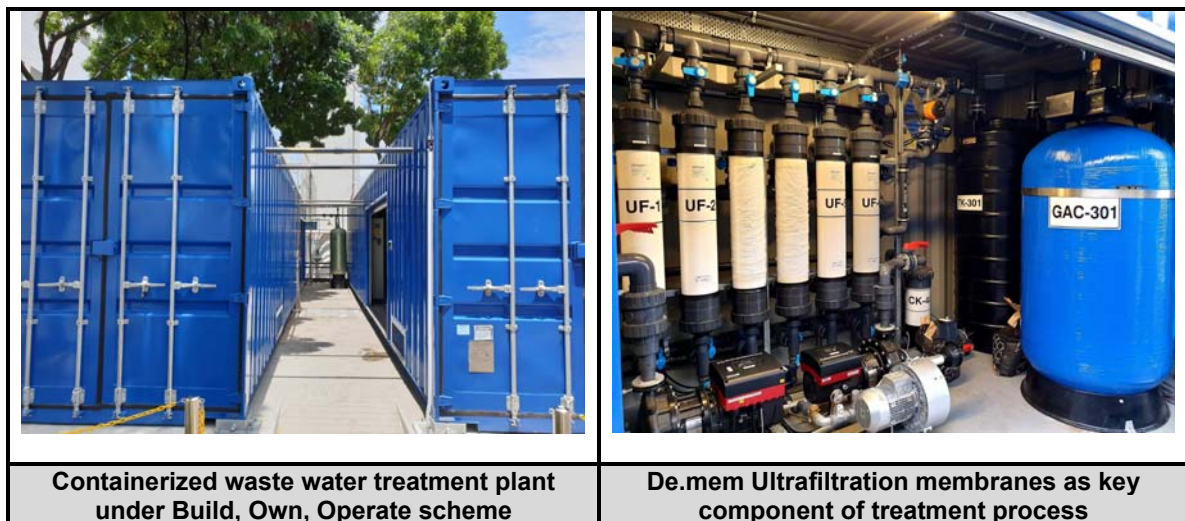 UF-1
UF-2
TK-301
GAC-301
Containerized waste water treatment plant
under Build, Own, Operate scheme
De.mem Ultrafiltration membranes as key
component of treatment process